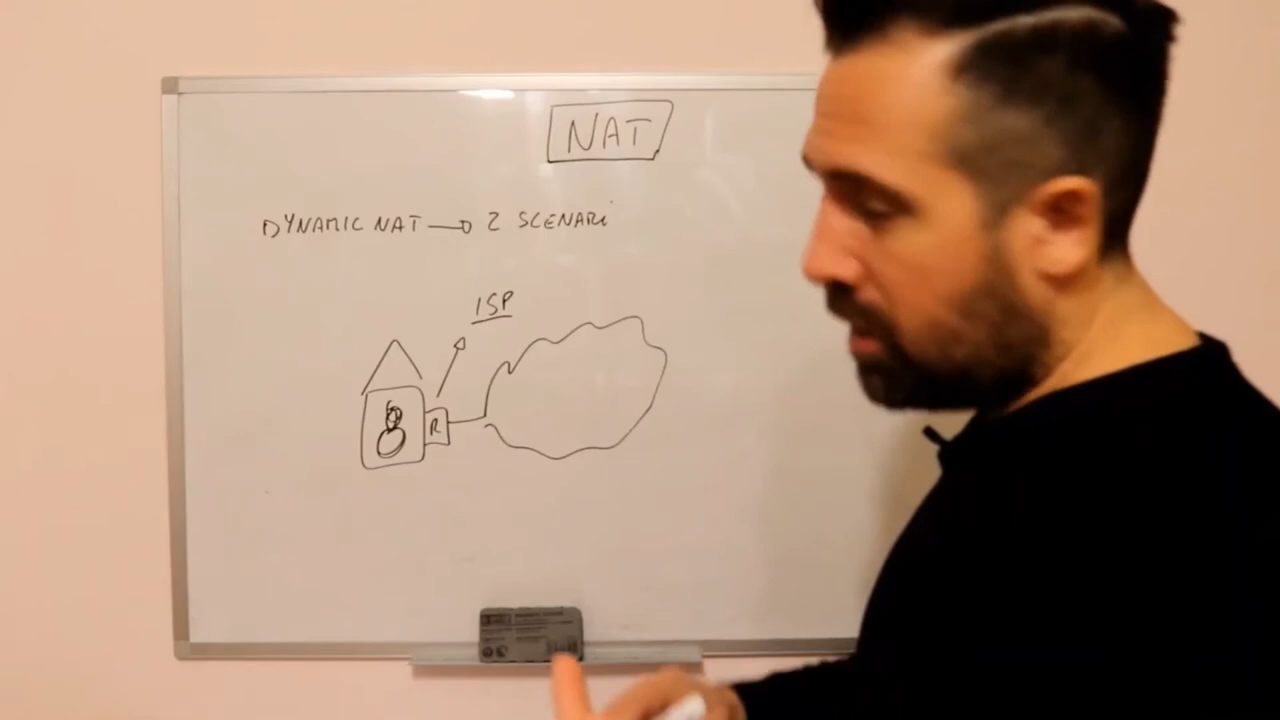 NAT
DYNAMIC NAT → 2 SCENARi
ISP
R